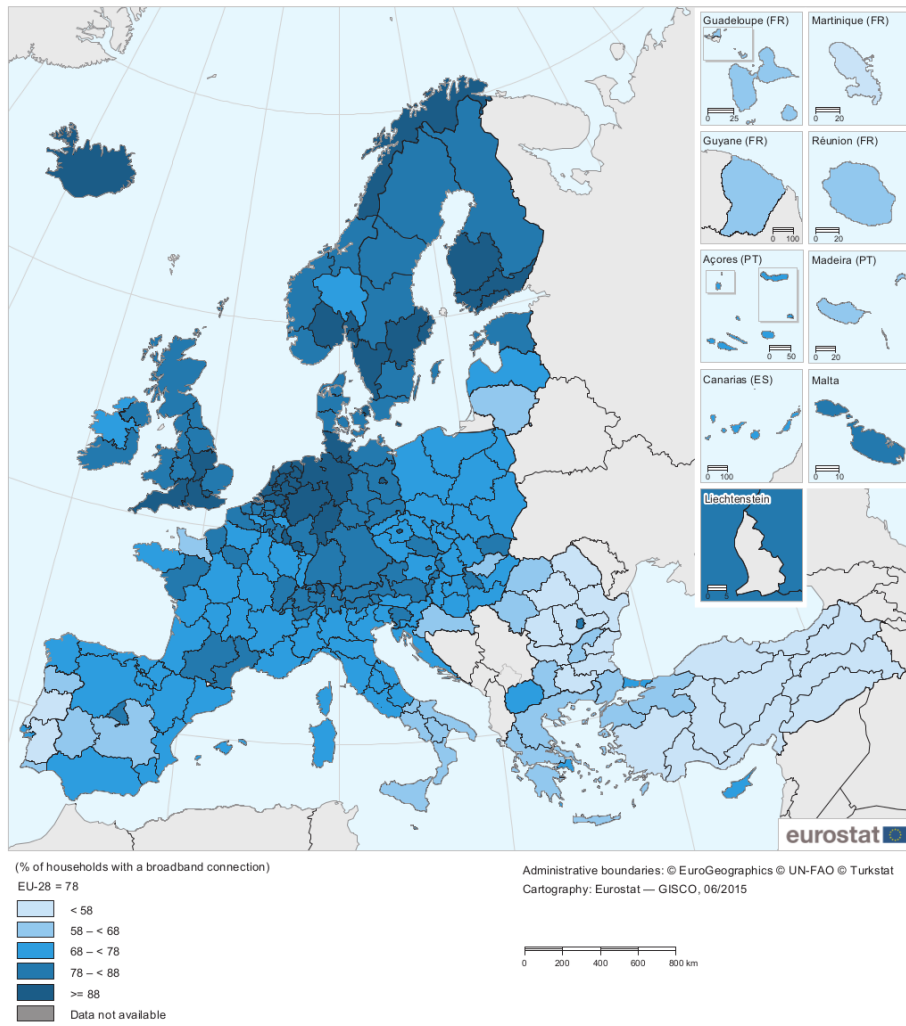 Guadeloupe (FR)
0 25
Martinique (FR)
0 20
Guyane (FR)
0 100
Réunion (FR)
0 20
Açores (PT)
0 50
Madeira (PT)
0 20
Canarias (ES)
0 100
Malta
0 10
Liechtenstein
0 5
eurostat
(% of households with a broadband connection)
EU-28 = 78
< 58
58 – < 68
68 – < 78
78 – < 88
>= 88
Data not available
Administrative boundaries: © EuroGeographics © UN-FAO © Turkstat
Cartography: Eurostat — GISCO, 06/2015
0 200 400 600 800 km